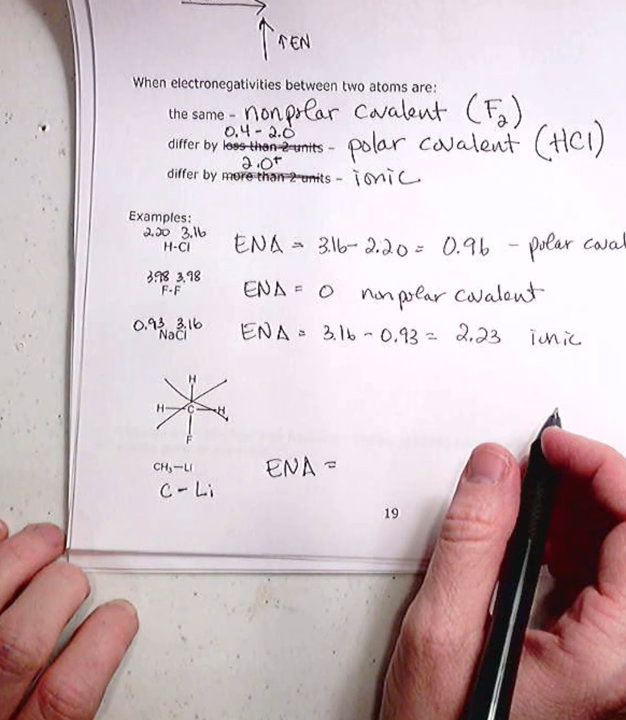 ↑EN
When electronegativities between two atoms are:
the same - nonpolar covalent (F₂)
0.4 - 2.0
differ by less than 2 units - polar covalent (HCl)
2.0+
differ by more than 2 units - ionic
Examples:
2.20 3.16
H-Cl ENΔ = 3.16 - 2.20 = 0.96 - polar coval
3.98 3.98
F-F ENΔ = 0 nonpolar covalent
0.93 3.16
NaCl ENΔ = 3.16 - 0.93 = 2.23 ionic
H
H-C-H
F
CH₃-Li ENΔ =
C - Li
19